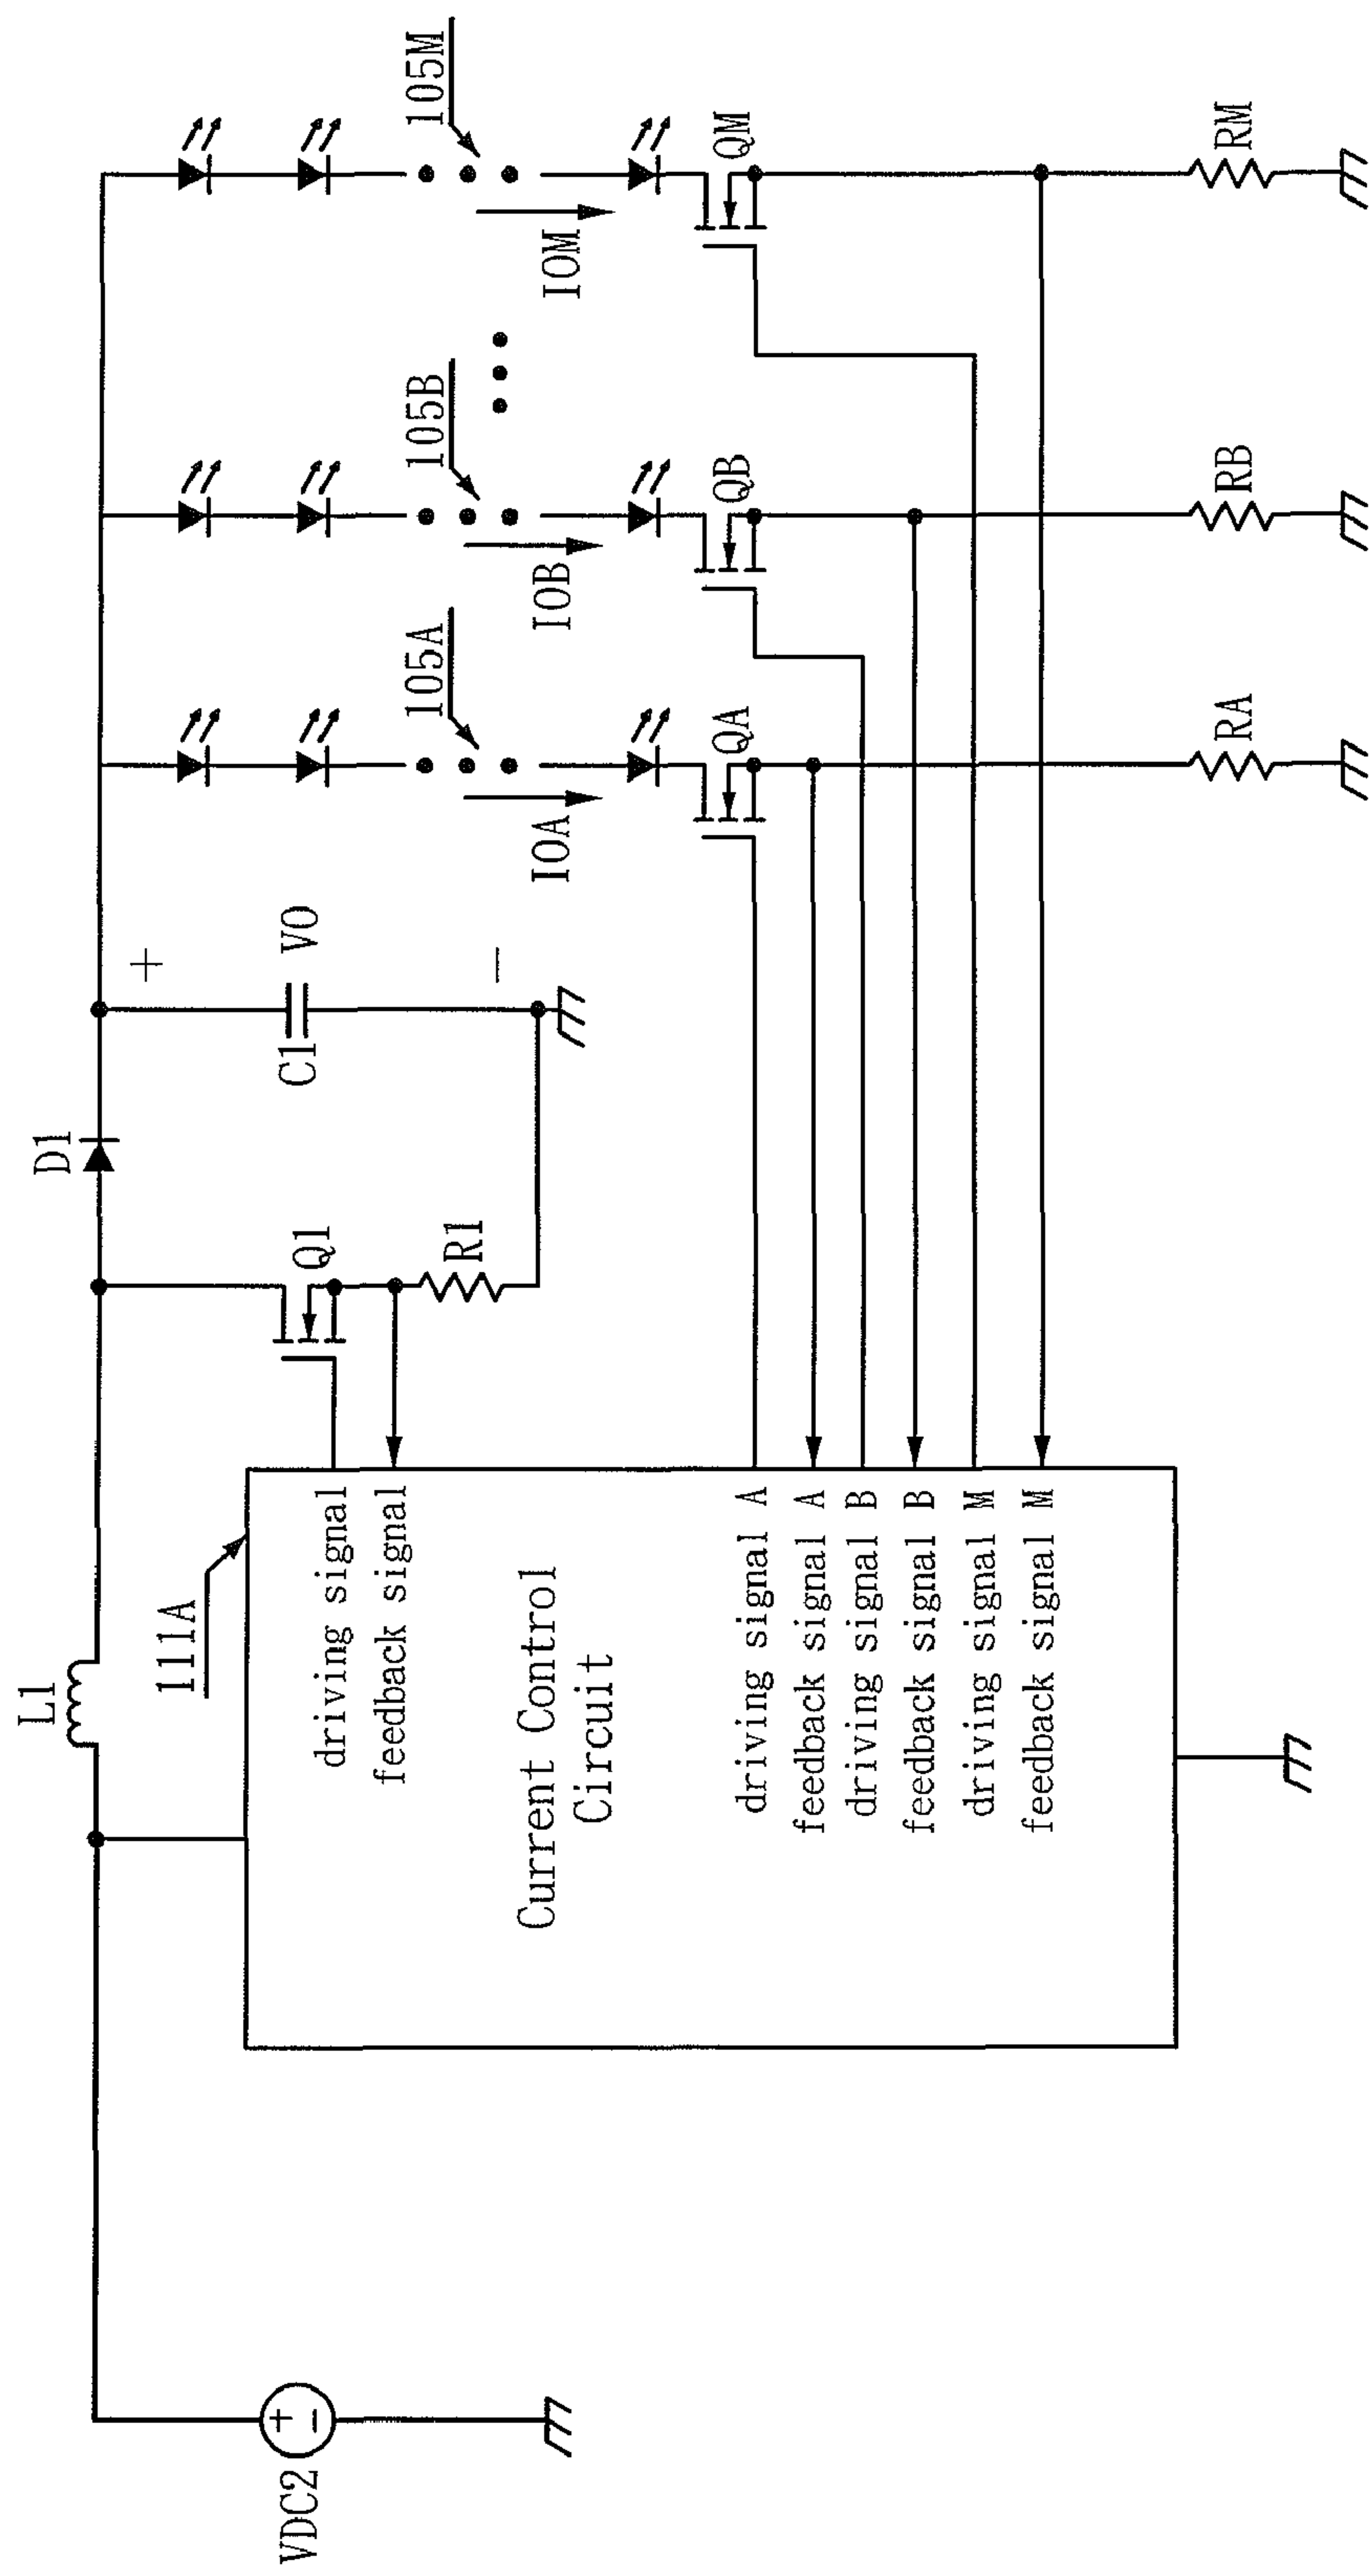 VDC2
L1
111A
driving signal
feedback signal
Current Control
Circuit
driving signal A
feedback signal A
driving signal B
feedback signal B
driving signal M
feedback signal M
Q1
R1
D1
C1
+
V0
−
105A
IOA
QA
RA
105B
IOB
QB
RB
105M
IOM
QM
RM